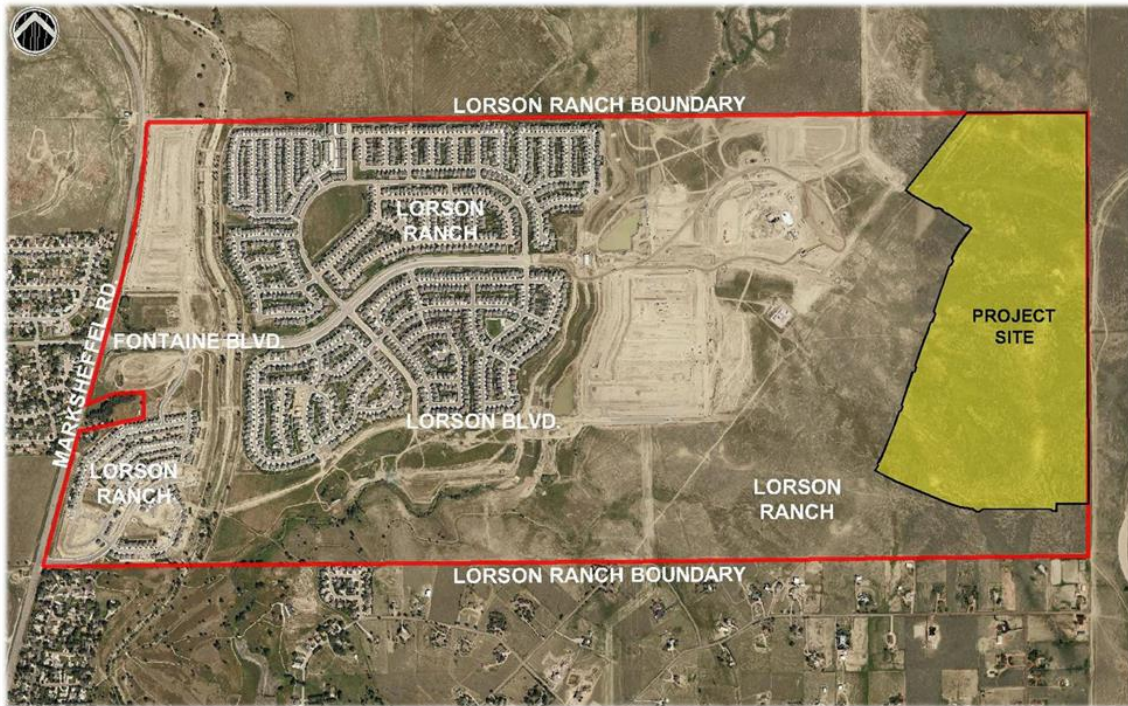 LORSON RANCH BOUNDARY
LORSON
RANCH
PROJECT
SITE
MARKSHEFFEL RD.
FONTAINE BLVD.
LORSON BLVD.
LORSON
RANCH
LORSON
RANCH
LORSON RANCH BOUNDARY